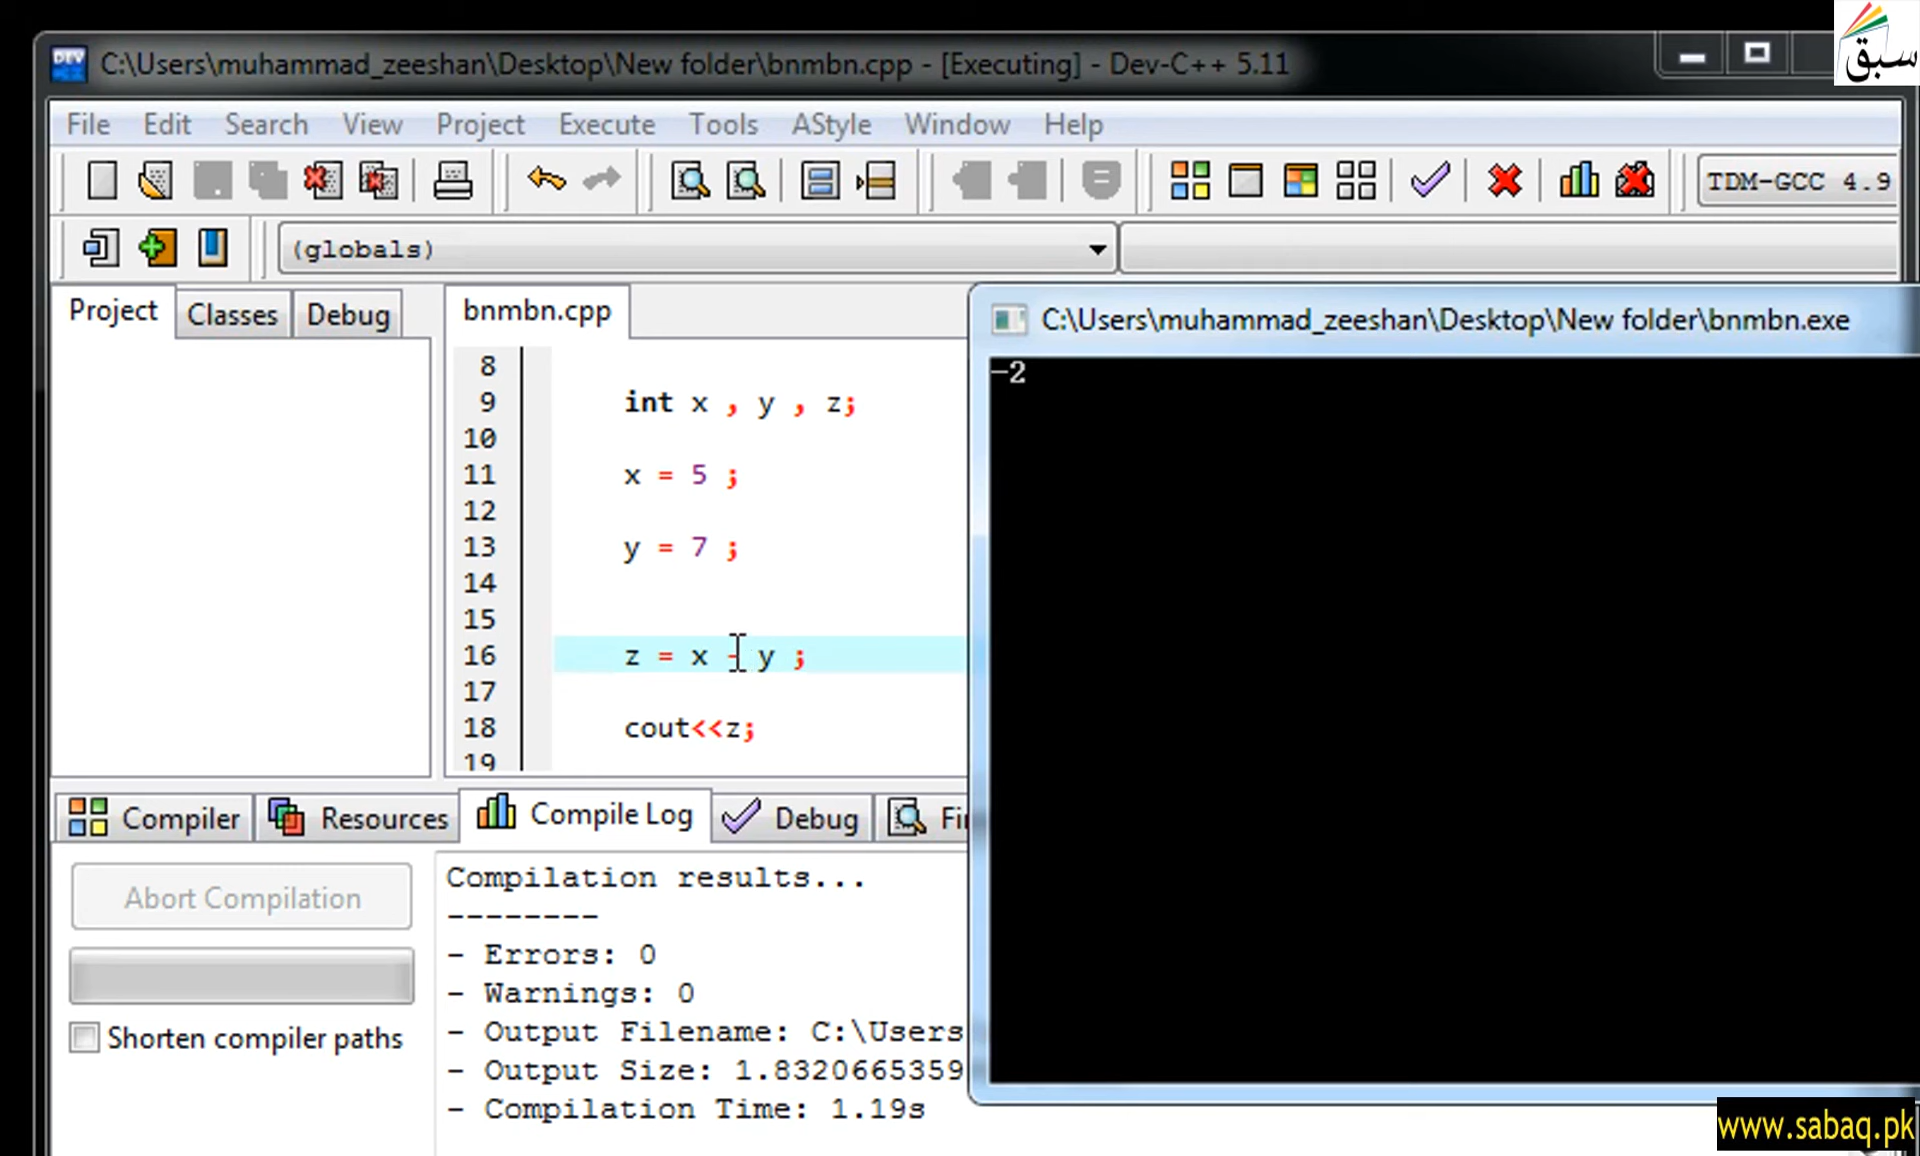 سبق
C:\Users\muhammad_zeeshan\Desktop\New folder\bnmbn.cpp - [Executing] - Dev-C++ 5.11
File Edit Search View Project Execute Tools AStyle Window Help
TDM-GCC 4.9
(globals)
Project Classes Debug
bnmbn.cpp
C:\Users\muhammad_zeeshan\Desktop\New folder\bnmbn.exe
-2
8
9 int x , y , z;
10
11 x = 5 ;
12
13 y = 7 ;
14
15
16 z = x - y ;
17
18 cout<<z;
19
Compiler Resources Compile Log Debug
Abort Compilation
Shorten compiler paths
Compilation results...
--------
- Errors: 0
- Warnings: 0
- Output Filename: C:\Users
- Output Size: 1.8320665359
- Compilation Time: 1.19s
www.sabaq.pk